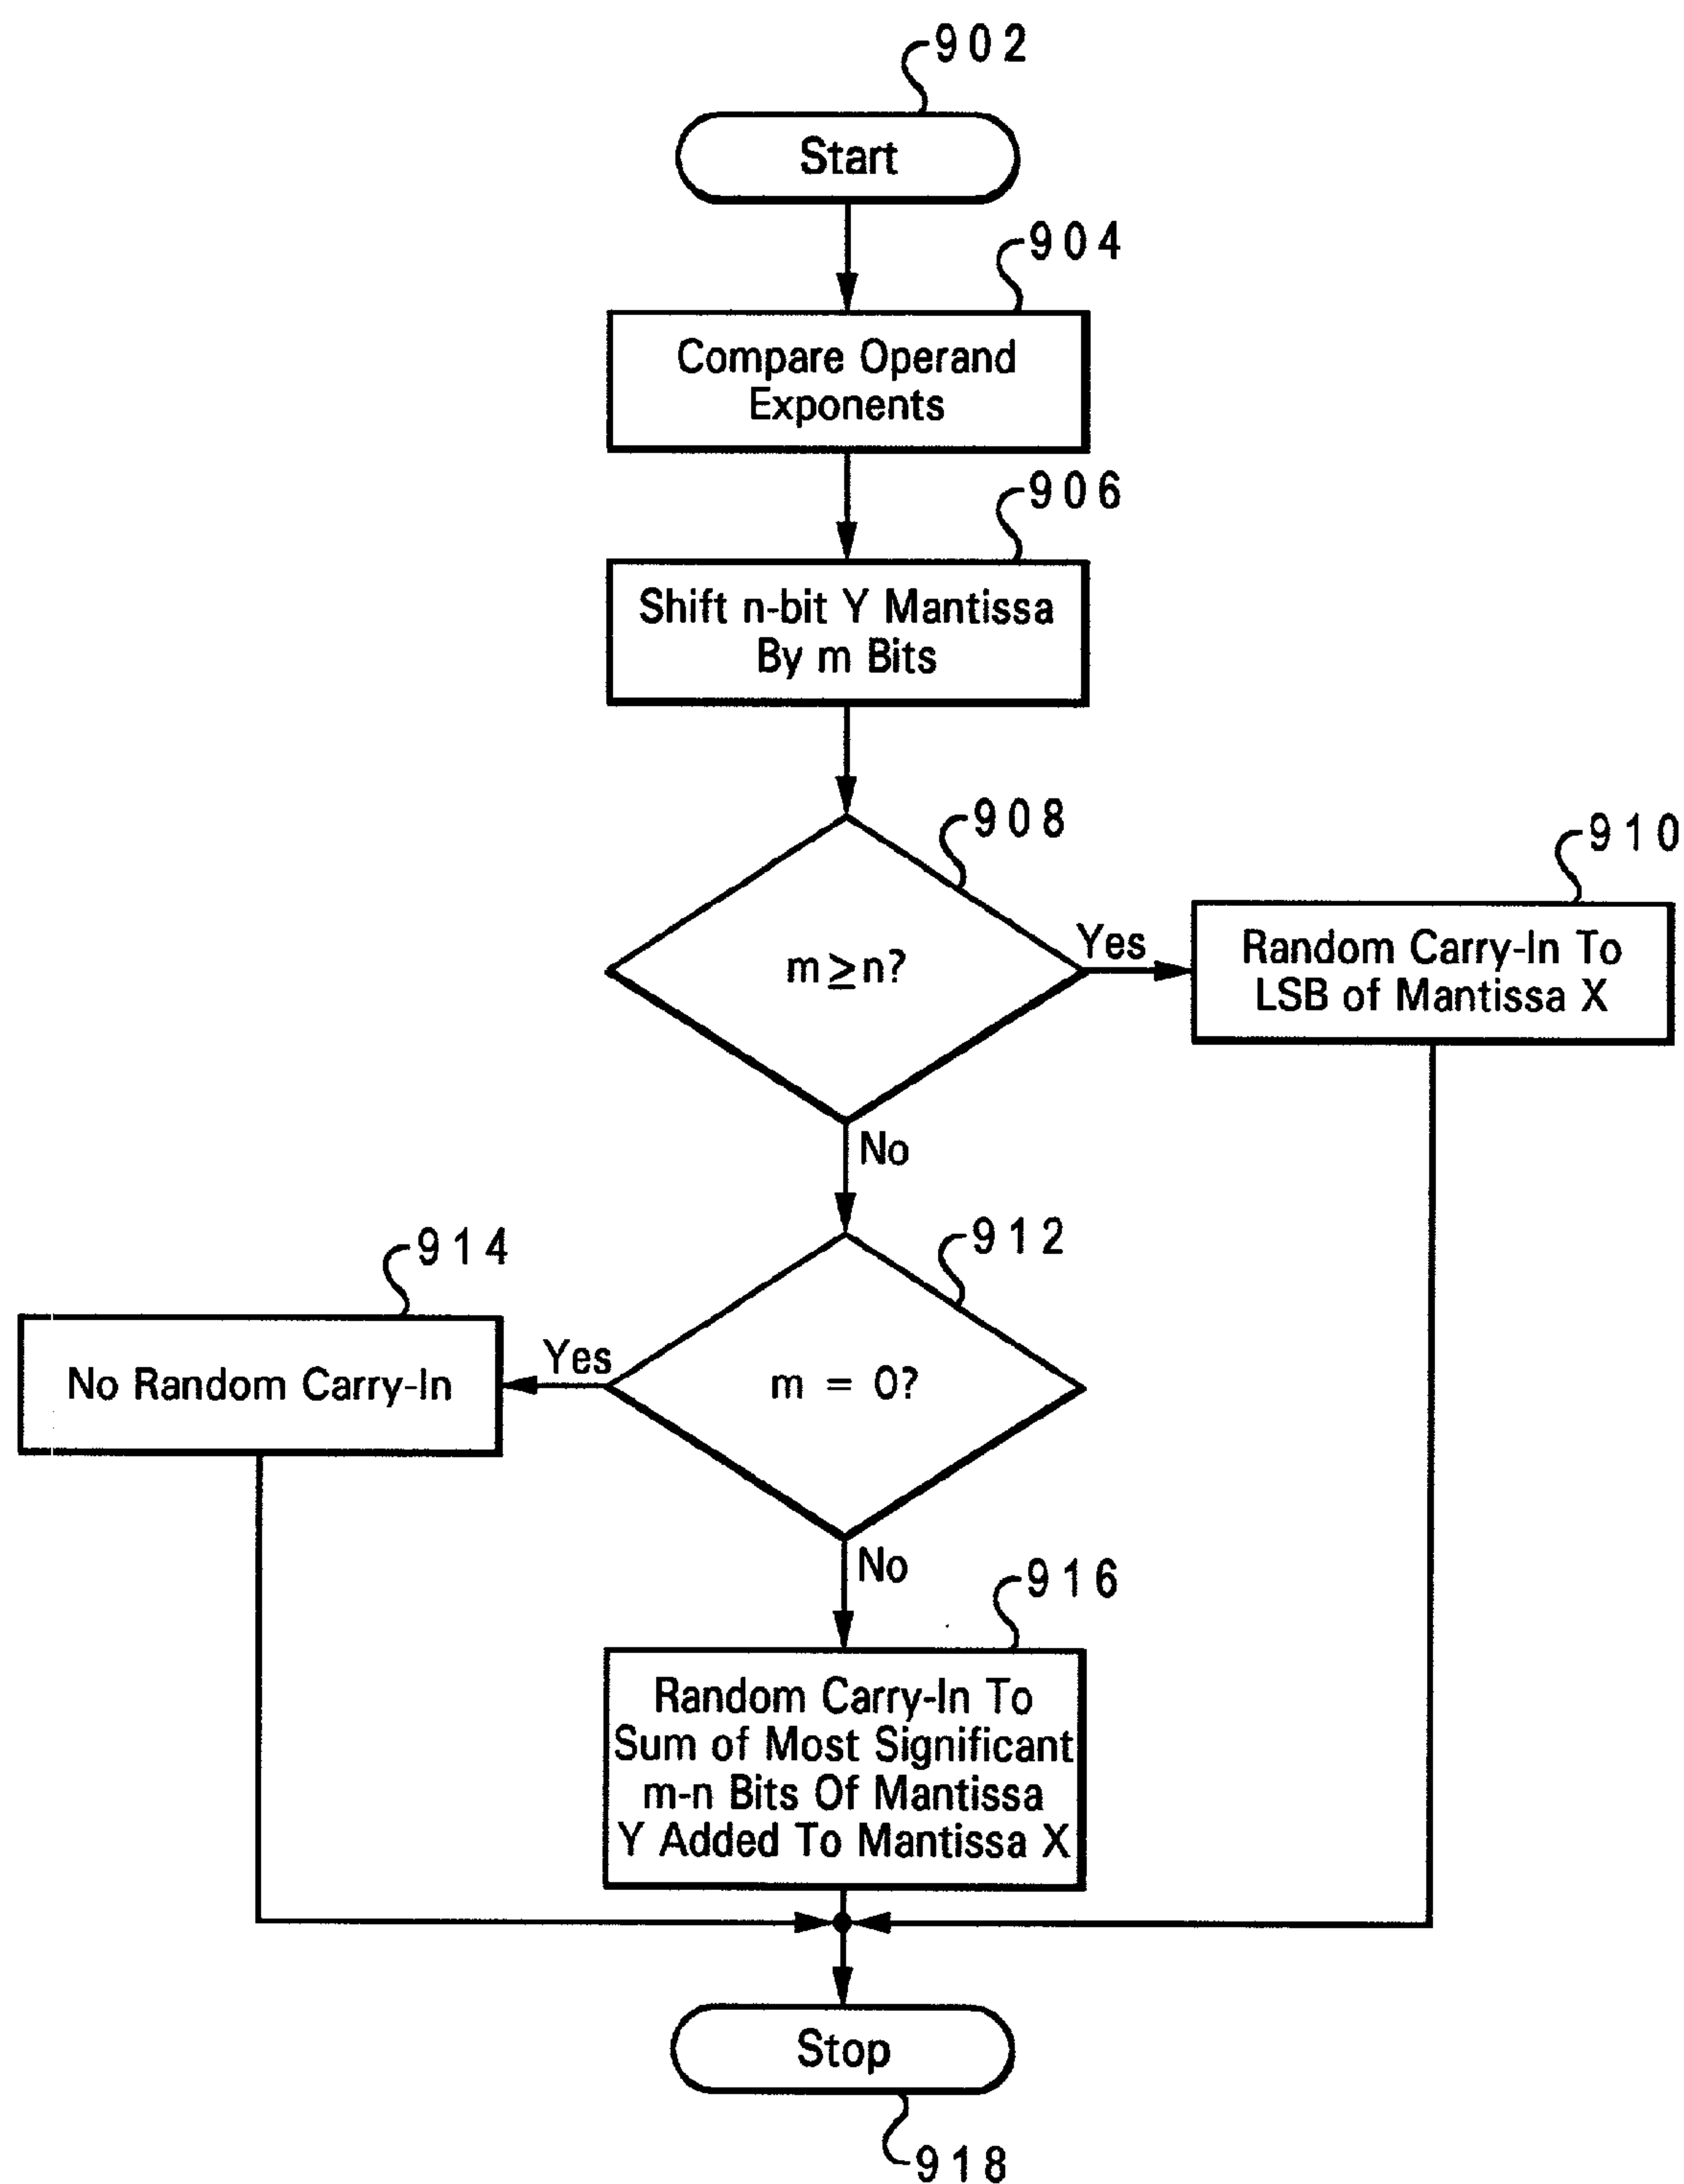 902
Start
904
Compare Operand
Exponents
906
Shift n-bit Y Mantissa
By m Bits
908
m≥n?
Yes
910
Random Carry-In To
LSB of Mantissa X
No
912
m = 0?
Yes
914
No Random Carry-In
No
916
Random Carry-In To
Sum of Most Significant
m-n Bits Of Mantissa
Y Added To Mantissa X
Stop
918